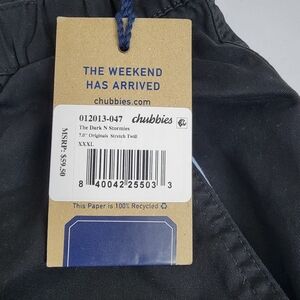 THE WEEKEND
HAS ARRIVED
chubbies.com
012013-047 chubbies
The Dark N Stormies
7.0" Originals Stretch Twill
XXXL
MSRP: $59.50
8 40042 25503 3
This Paper is 100% Recycled